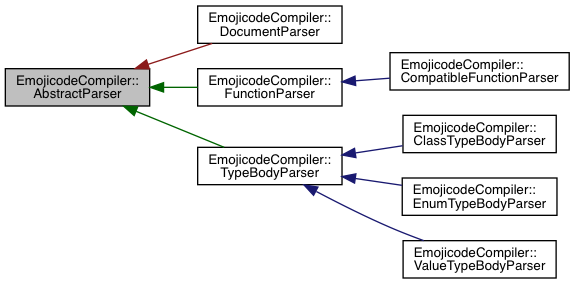 EmojicodeCompiler::
DocumentParser
EmojicodeCompiler::
AbstractParser
EmojicodeCompiler::
FunctionParser
EmojicodeCompiler::
CompatibleFunctionParser
EmojicodeCompiler::
TypeBodyParser
EmojicodeCompiler::
ClassTypeBodyParser
EmojicodeCompiler::
EnumTypeBodyParser
EmojicodeCompiler::
ValueTypeBodyParser